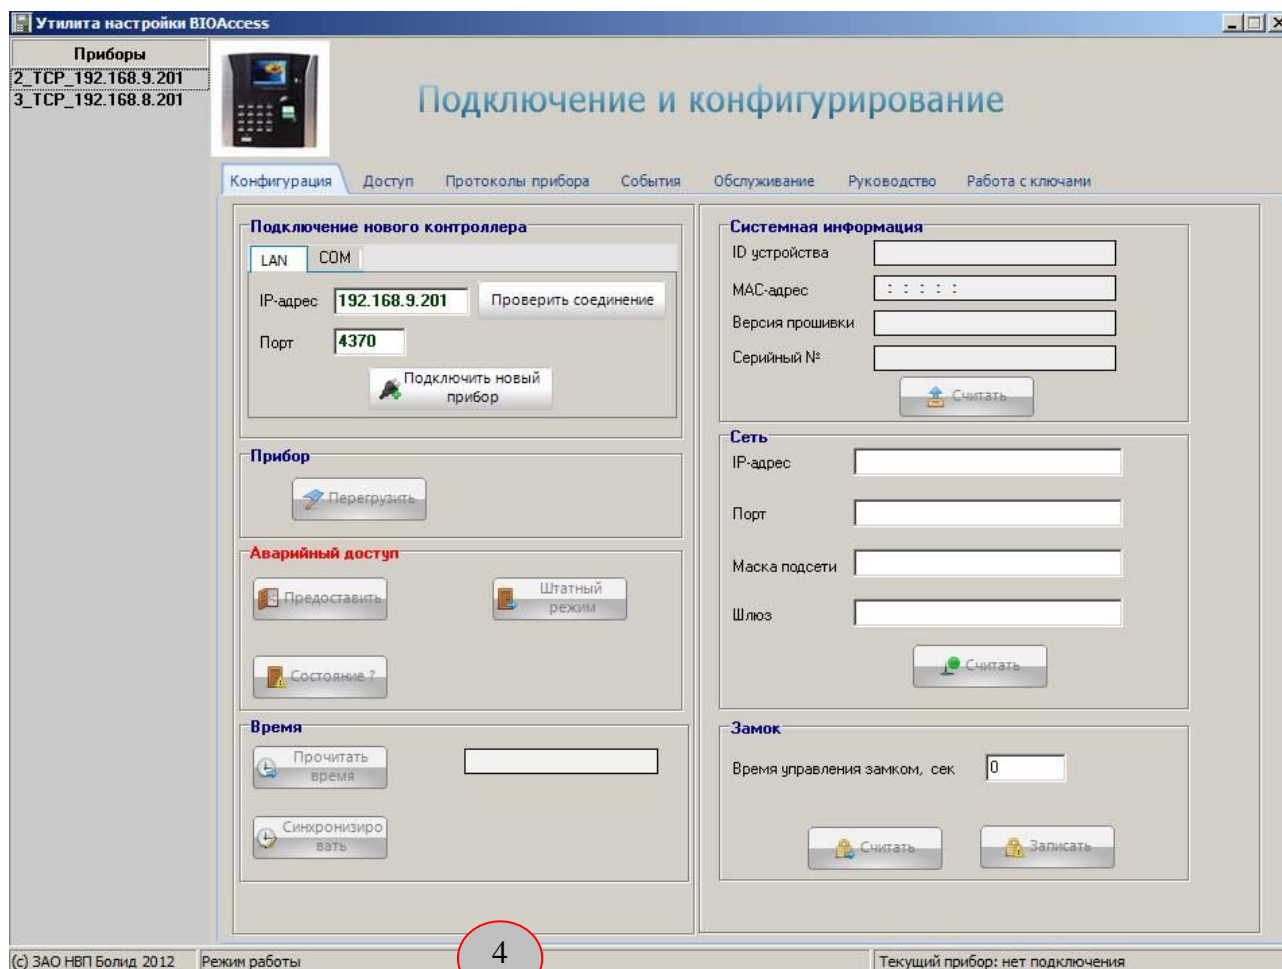 Утилита настройки BIOAccess
Приборы
2_TCP_192.168.9.201
3_TCP_192.168.8.201
Подключение и конфигурирование
Конфигурация Доступ Протоколы прибора События Обслуживание Руководство Работа с ключами
Подключение нового контроллера
LAN COM
IP-адрес 192.168.9.201 Проверить соединение
Порт 4370
Подключить новый
прибор
Прибор
Перегрузить
Аварийный доступ
Предоставить
Штатный
режим
Состояние ?
Время
Прочитать
время
Синхронизиро
вать
Системная информация
ID устройства
MAC-адрес : : : : :
Версия прошивки
Серийный №
Считать
Сеть
IP-адрес
Порт
Маска подсети
Шлюз
Считать
Замок
Время управления замком, сек 0
Считать Записать
(c) ЗАО НВП Болид 2012 Режим работы 4 Текущий прибор: нет подключения